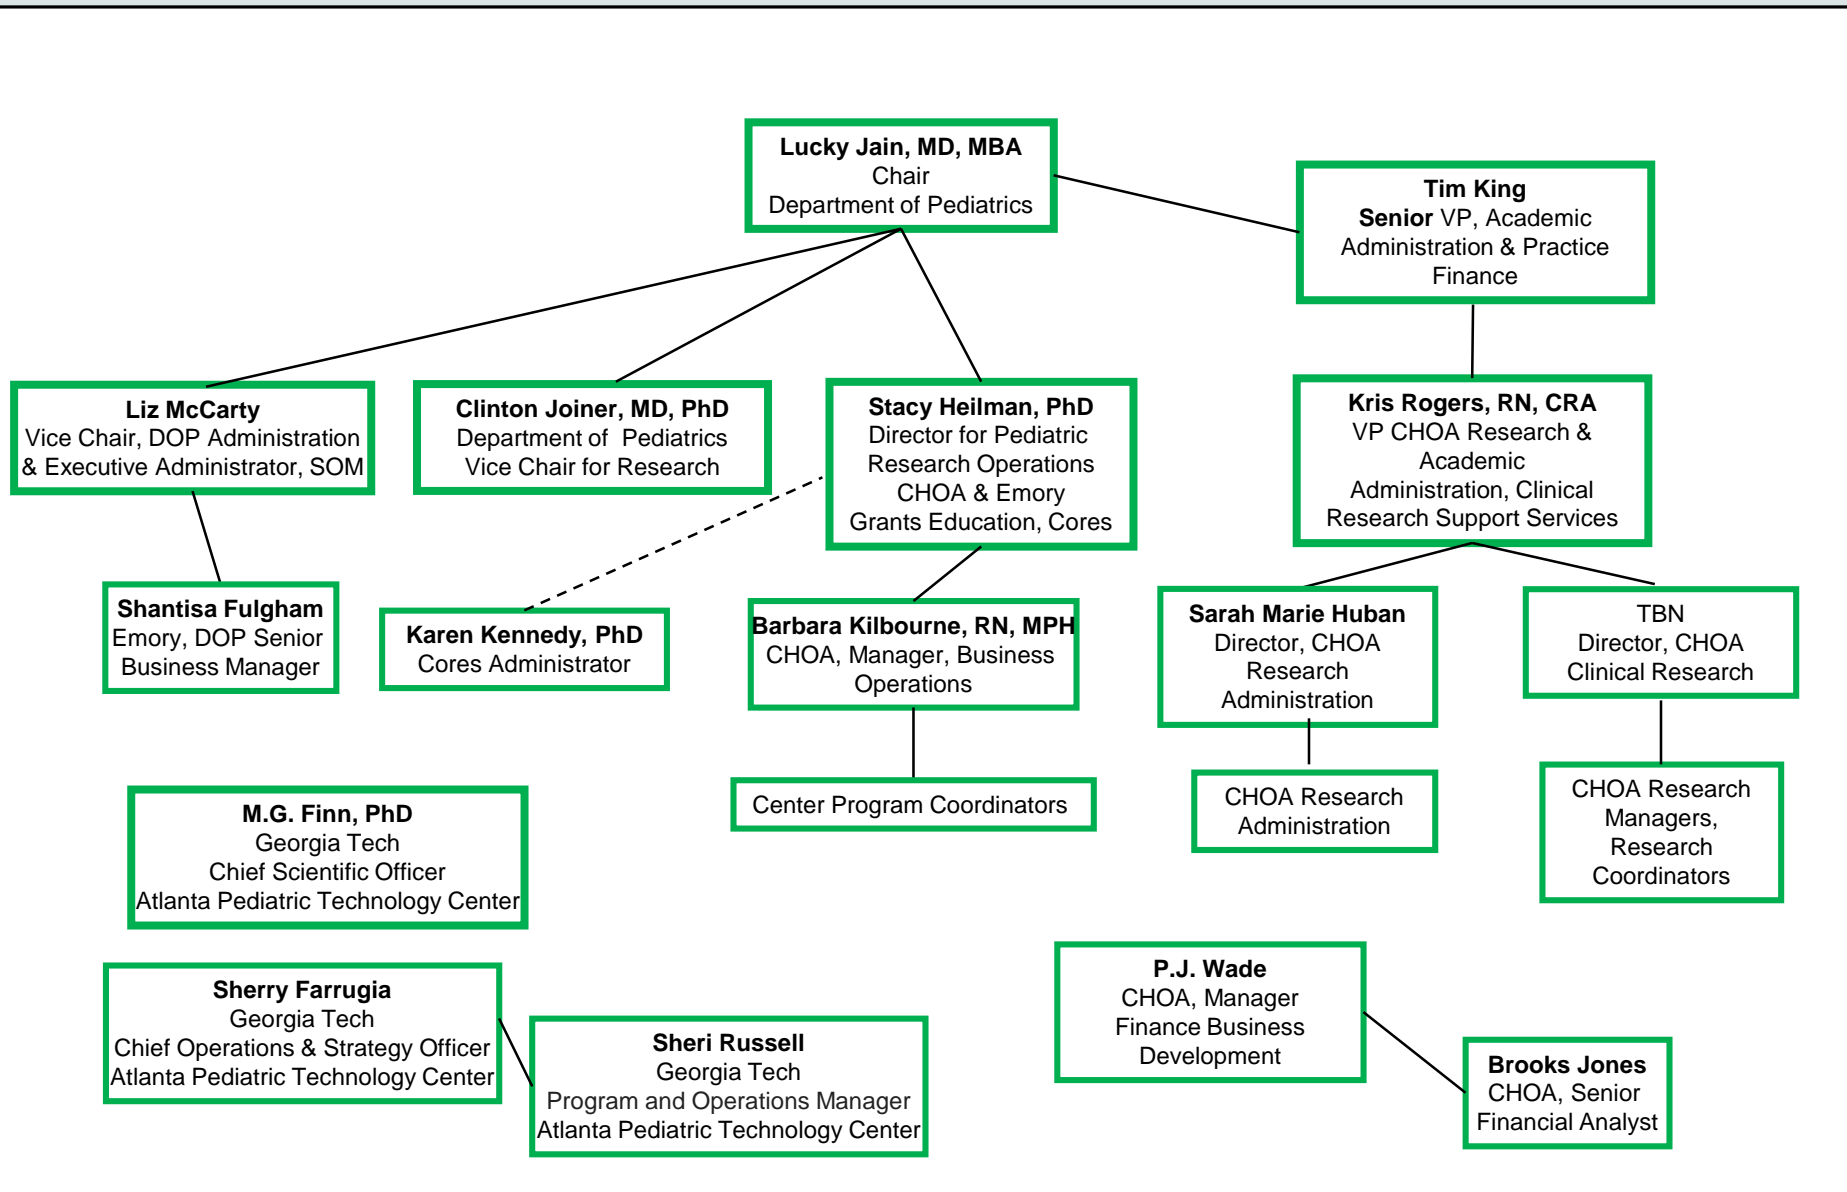 Lucky Jain, MD, MBA
Chair
Department of Pediatrics
Tim King
Senior VP, Academic
Administration & Practice
Finance
Liz McCarty
Vice Chair, DOP Administration
& Executive Administrator, SOM
Clinton Joiner, MD, PhD
Department of  Pediatrics
Vice Chair for Research
Stacy Heilman, PhD
Director for Pediatric
Research Operations
CHOA & Emory
Grants Education, Cores
Kris Rogers, RN, CRA
VP CHOA Research &
Academic
Administration, Clinical
Research Support Services
Shantisa Fulgham
Emory, DOP Senior
Business Manager
Karen Kennedy, PhD
Cores Administrator
Barbara Kilbourne, RN, MPH
CHOA, Manager, Business
Operations
Sarah Marie Huban
Director, CHOA
Research
Administration
TBN
Director, CHOA
Clinical Research
Center Program Coordinators
CHOA Research
Administration
CHOA Research
Managers,
Research
Coordinators
M.G. Finn, PhD
Georgia Tech
Chief Scientific Officer
Atlanta Pediatric Technology Center
Sherry Farrugia
Georgia Tech
Chief Operations & Strategy Officer
Atlanta Pediatric Technology Center
Sheri Russell
Georgia Tech
Program and Operations Manager
Atlanta Pediatric Technology Center
P.J. Wade
CHOA, Manager
Finance Business
Development
Brooks Jones
CHOA, Senior
Financial Analyst